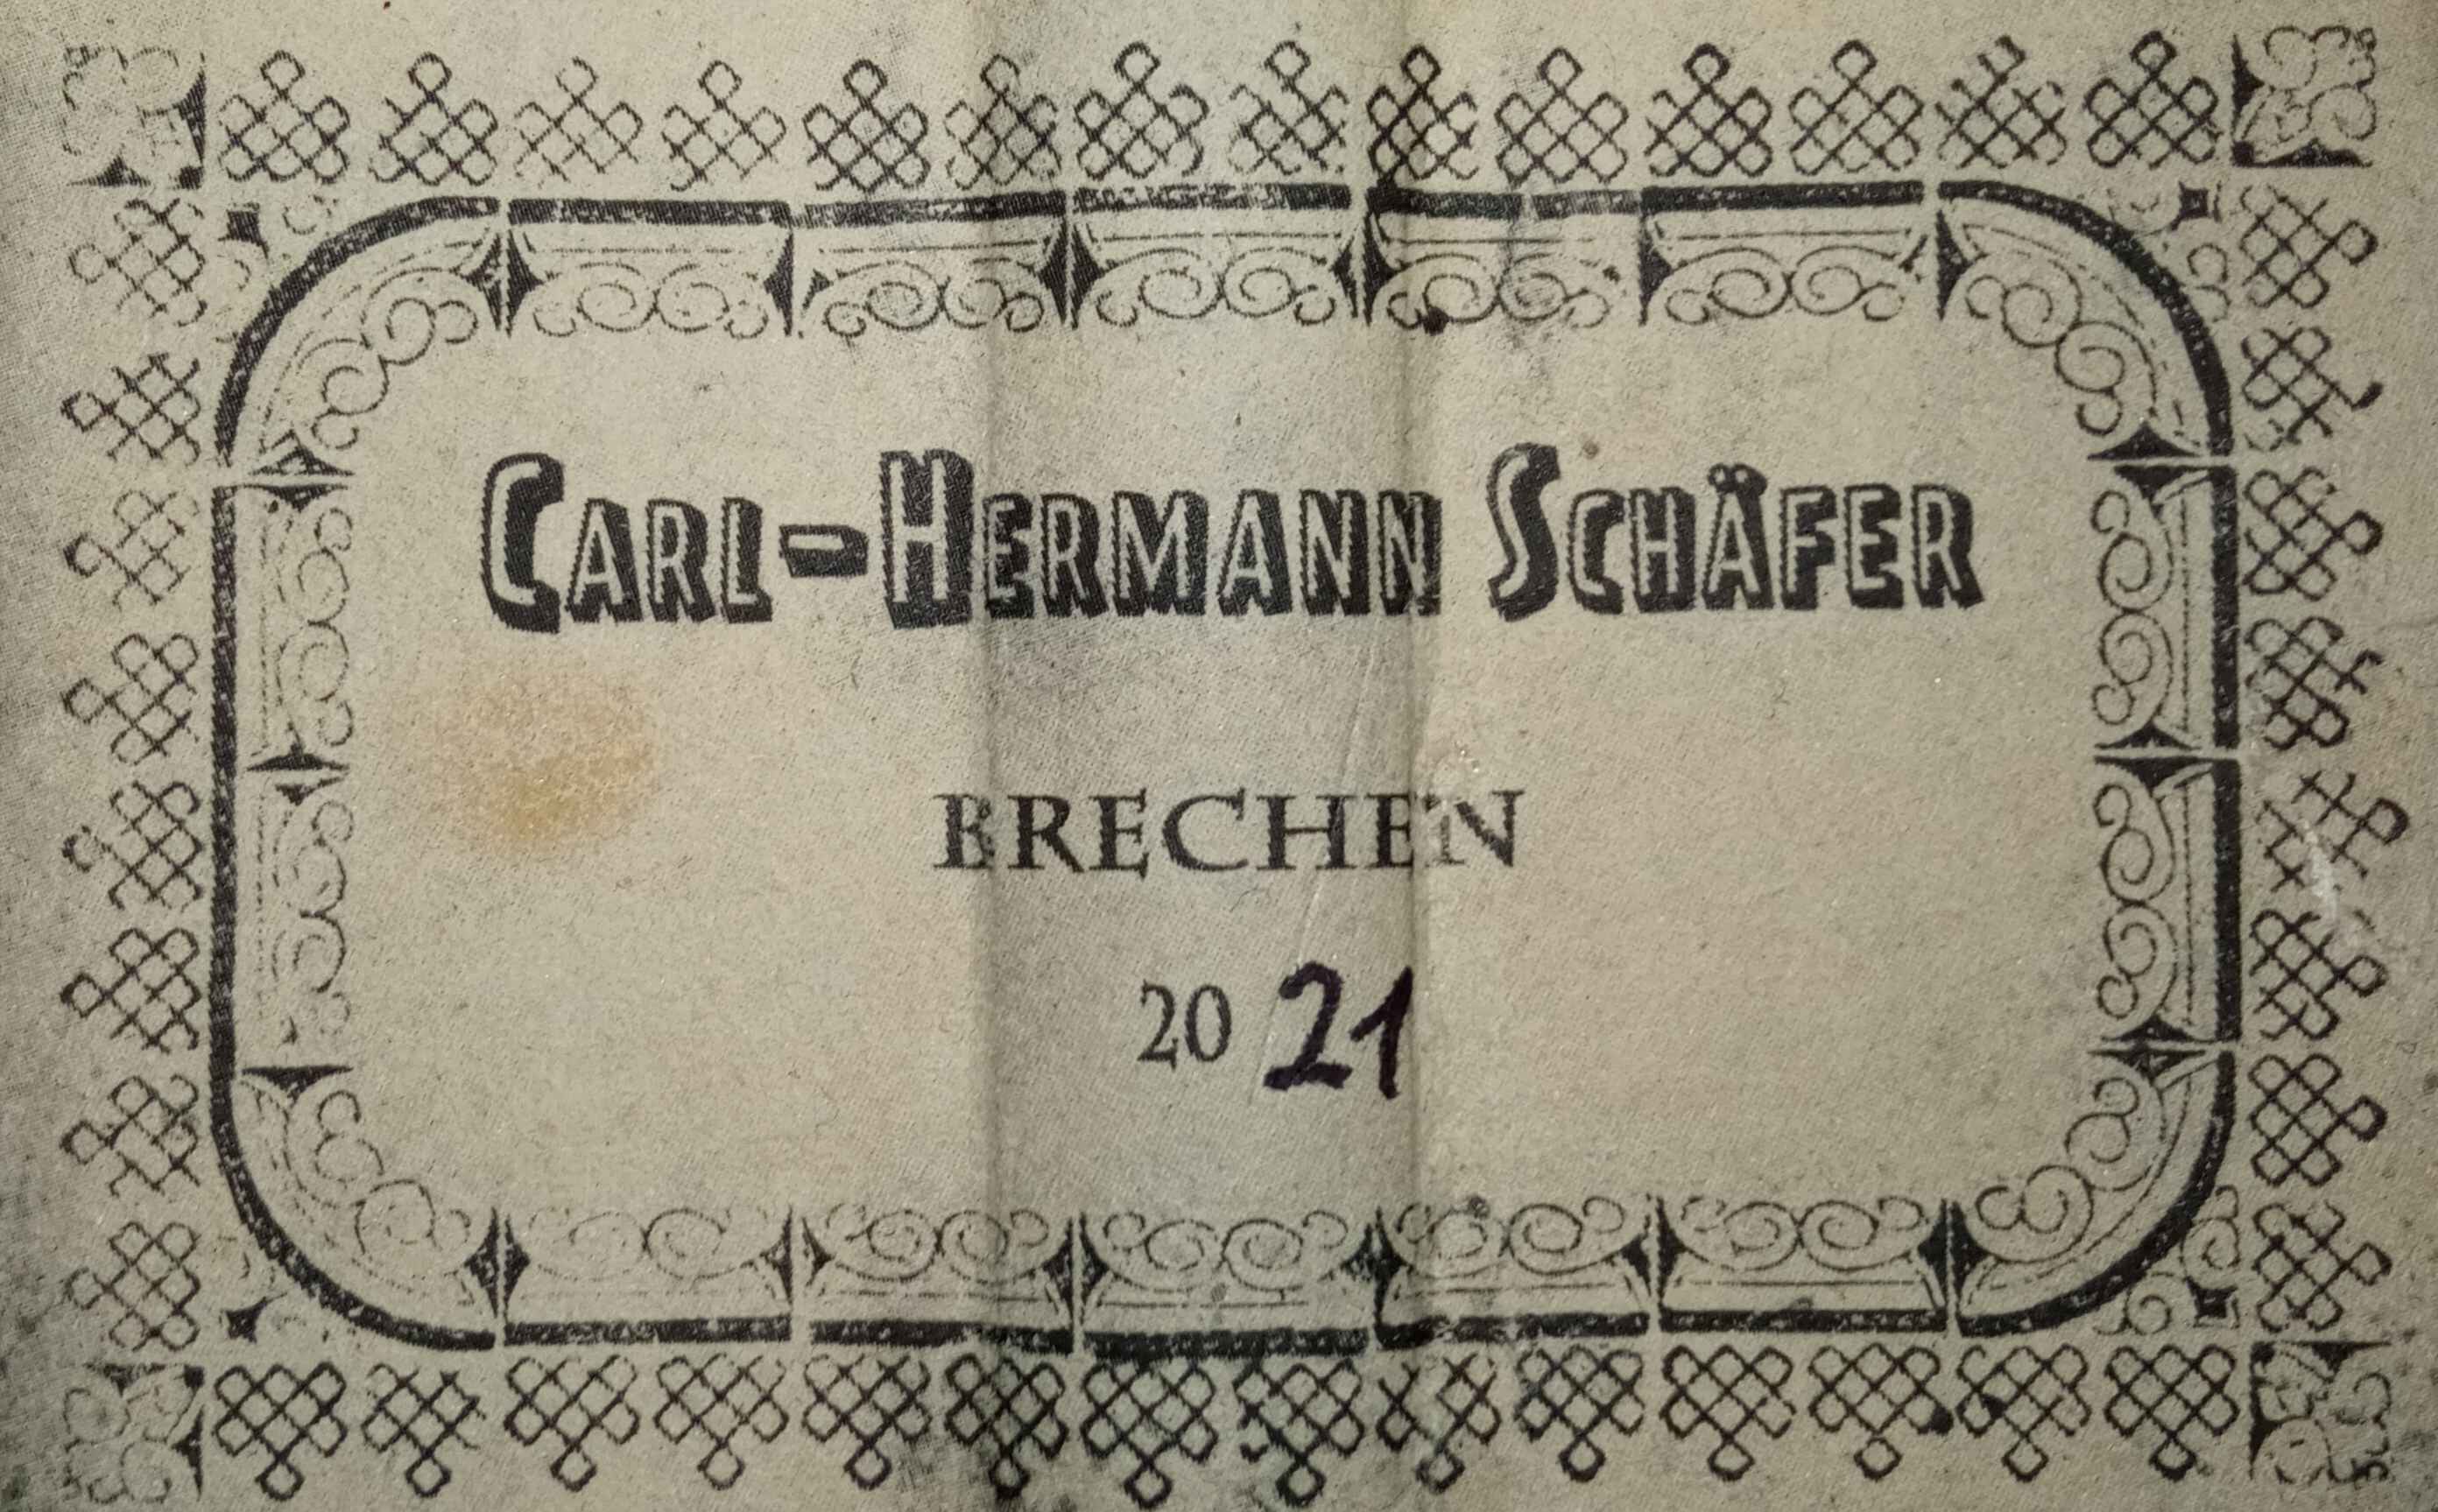 CARL-HERMANN SCHÄFER
BRECHEN
2021